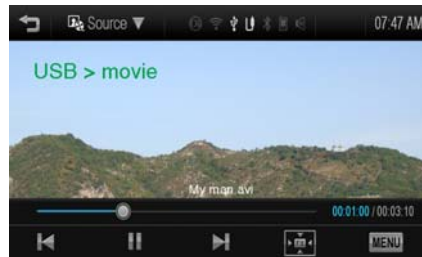 Source ▼ 07:47 AM
USB > movie
My man.avi
00:01:00 / 00:03:10
MENU